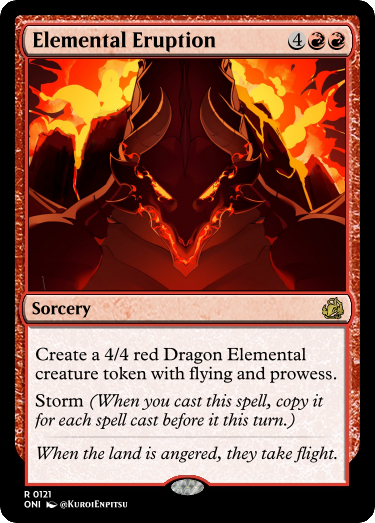 Elemental Eruption 4
Sorcery
Create a 4/4 red Dragon Elemental
creature token with flying and prowess.
Storm (When you cast this spell, copy it
for each spell cast before it this turn.)
When the land is angered, they take flight.
R 0121
ONI @KuroiEnpitsu